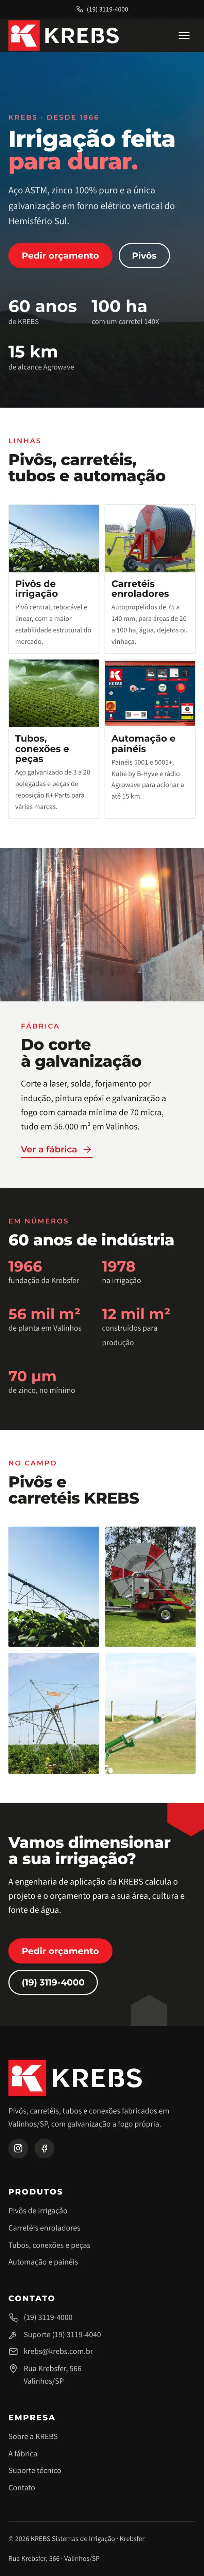 (19) 3119-4000
KREBS
KREBS · DESDE 1966
Irrigação feita
para durar.
Aço ASTM, zinco 100% puro e a única
galvanização em forno elétrico vertical do
Hemisfério Sul.
Pedir orçamento
Pivôs
60 anos
de KREBS
100 ha
com um carretel 140X
15 km
de alcance Agrowave
LINHAS
Pivôs, carretéis,
tubos e automação
Pivôs de
irrigação
Pivô central, rebocável e
linear, com a maior
estabilidade estrutural do
mercado.
Carretéis
enroladores
Autopropelidos de 75 a
140 mm, para áreas de 20
a 100 ha, água, dejetos ou
vinhaça.
Tubos,
conexões e
peças
Aço galvanizado de 3 a 20
polegadas e peças de
reposição K+ Parts para
várias marcas.
KREBS
Automação e
painéis
Painéis 5001 e 5005+,
Kube by B-Hyve e rádio
Agrowave para acionar a
até 15 km.
FÁBRICA
Do corte
à galvanização
Corte a laser, solda, forjamento por
indução, pintura epóxi e galvanização a
fogo com camada mínima de 70 micra,
tudo em 56.000 m² em Valinhos.
Ver a fábrica →
EM NÚMEROS
60 anos de indústria
1966
fundação da Krebsfer
1978
na irrigação
56 mil m²
de planta em Valinhos
12 mil m²
construídos para
produção
70 µm
de zinco, no mínimo
NO CAMPO
Pivôs e
carretéis KREBS
Vamos dimensionar
a sua irrigação?
A engenharia de aplicação da KREBS calcula o
projeto e o orçamento para a sua área, cultura e
fonte de água.
Pedir orçamento
(19) 3119-4000
KREBS
Pivôs, carretéis, tubos e conexões fabricados em
Valinhos/SP, com galvanização a fogo própria.
PRODUTOS
Pivôs de irrigação
Carretéis enroladores
Tubos, conexões e peças
Automação e painéis
CONTATO
(19) 3119-4000
Suporte (19) 3119-4040
krebs@krebs.com.br
Rua Krebsfer, 566
Valinhos/SP
EMPRESA
Sobre a KREBS
A fábrica
Suporte técnico
Contato
© 2026 KREBS Sistemas de Irrigação · Krebsfer
Rua Krebsfer, 566 · Valinhos/SP